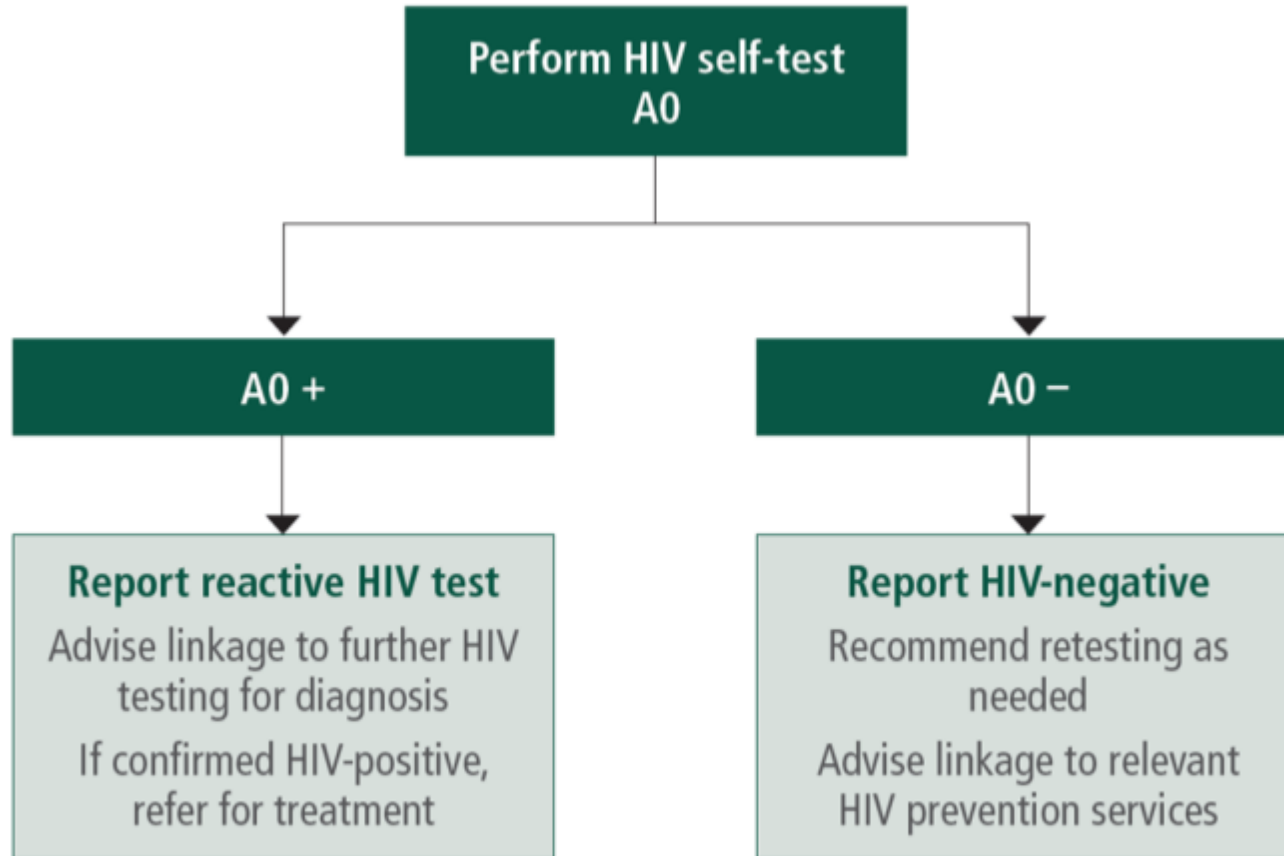 Perform HIV self-test
A0
A0 +
A0 –
Report reactive HIV test
Advise linkage to further HIV
testing for diagnosis
If confirmed HIV-positive,
refer for treatment
Report HIV-negative
Recommend retesting as
needed
Advise linkage to relevant
HIV prevention services